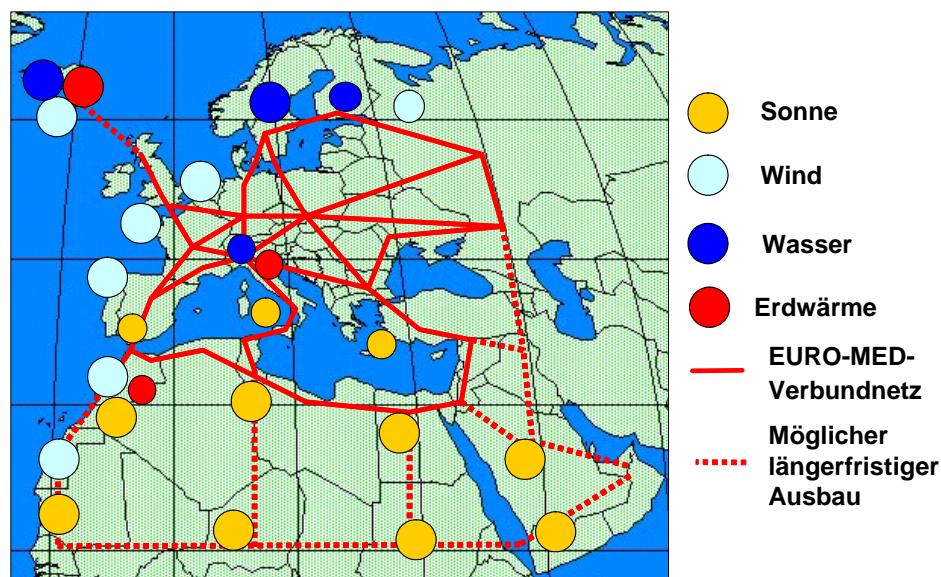 Sonne
Wind
Wasser
Erdwärme
EURO-MED-
Verbundnetz
Möglicher
längerfristiger
Ausbau